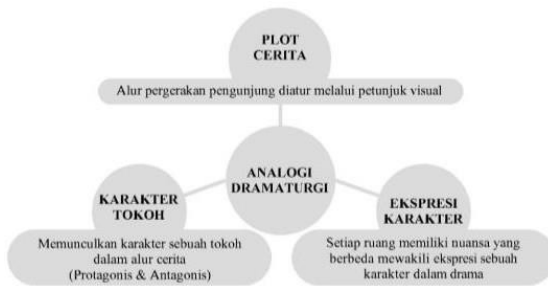 PLOT
CERITA
Alur pergerakan pengunjung diatur melalui petunjuk visual
ANALOGI
DRAMATURGI
KARAKTER
TOKOH
Memunculkan karakter sebuah tokoh
dalam alur cerita
(Protagonis & Antagonis)
EKSPRESI
KARAKTER
Setiap ruang memiliki nuansa yang
berbeda mewakili ekspresi sebuah
karakter dalam drama